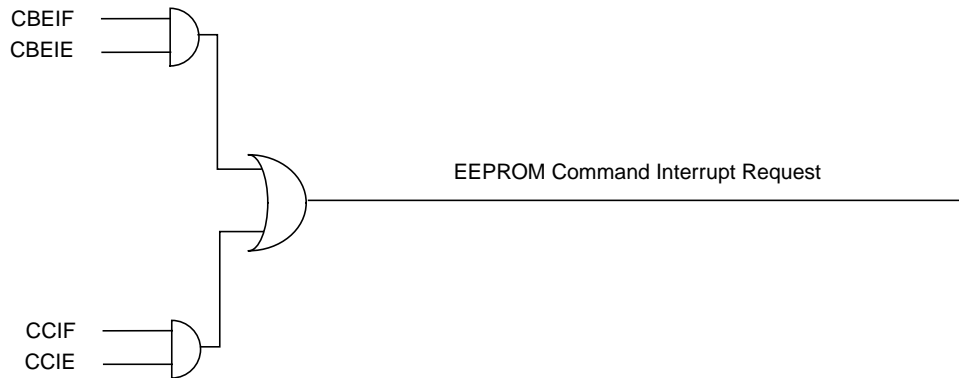 CBEIF
CBEIE
EEPROM Command Interrupt Request
CCIF
CCIE